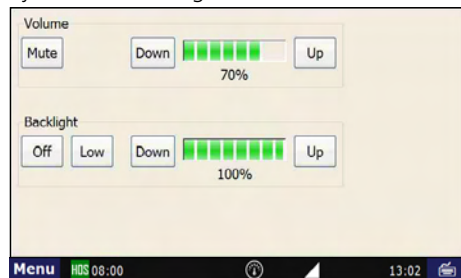 Volume
Mute Down Up
70%
Backlight
Off Low Down Up
100%
Menu HOS 08:00 13:02